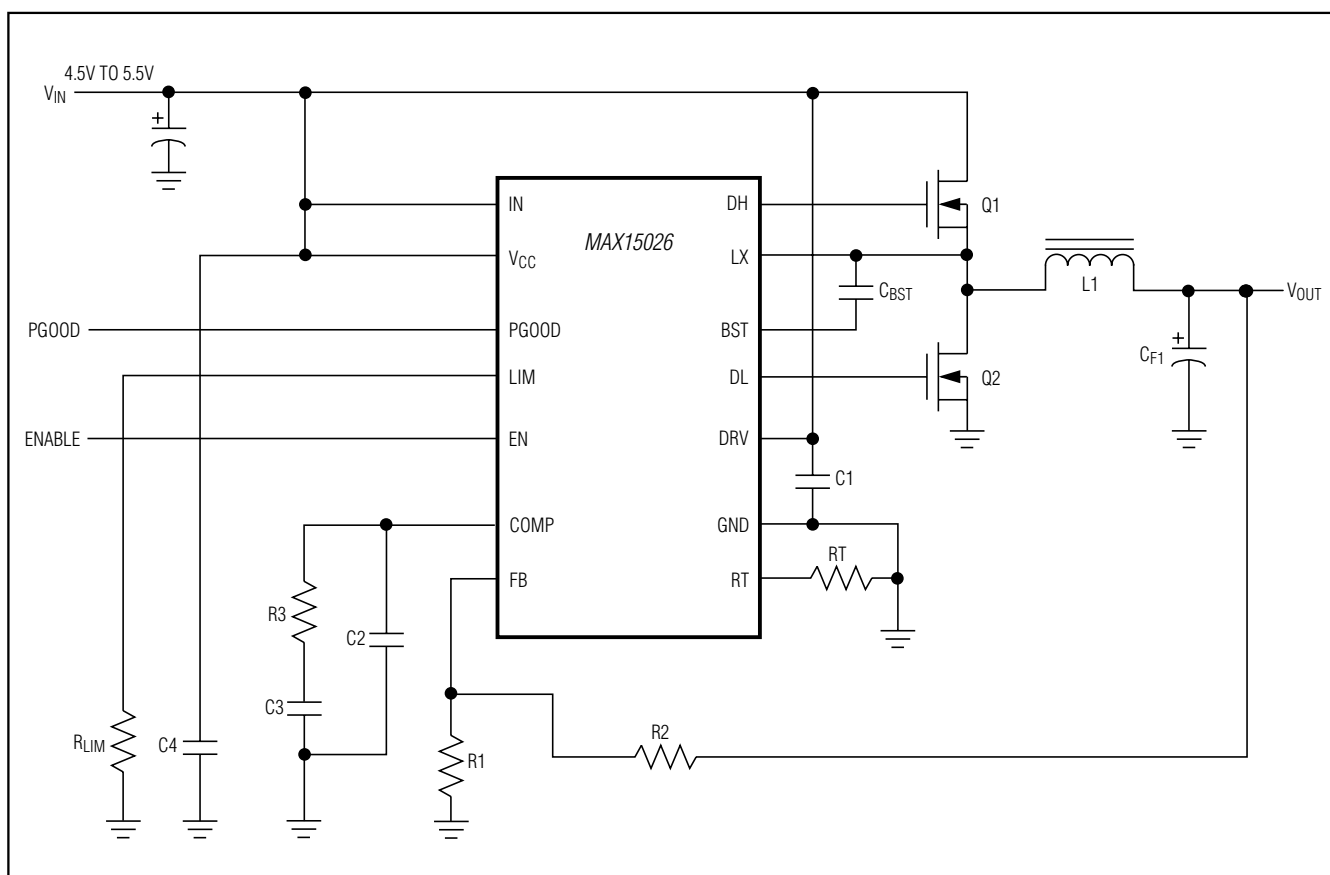 4.5V TO 5.5V
VIN
IN
DH
Q1
MAX15026
VCC
LX
CBST
L1
VOUT
PGOOD
PGOOD
BST
CF1
LIM
DL
Q2
ENABLE
EN
DRV
C1
COMP
GND
RT
FB
RT
R3
C2
C3
RLIM
C4
R1
R2
+
+